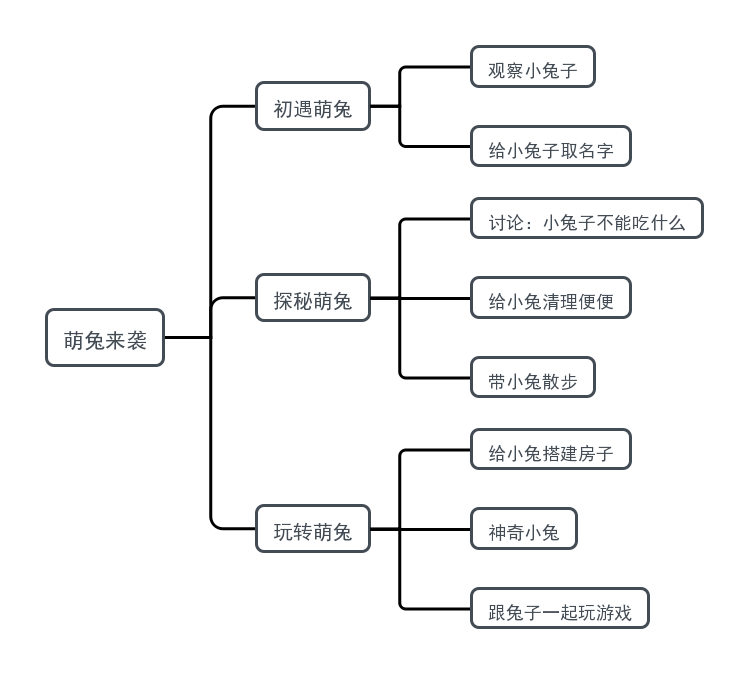 萌兔来袭
初遇萌兔
观察小兔子
给小兔子取名字
探秘萌兔
讨论：小兔子不能吃什么
给小兔清理便便
带小兔散步
玩转萌兔
给小兔搭建房子
神奇小兔
跟兔子一起玩游戏